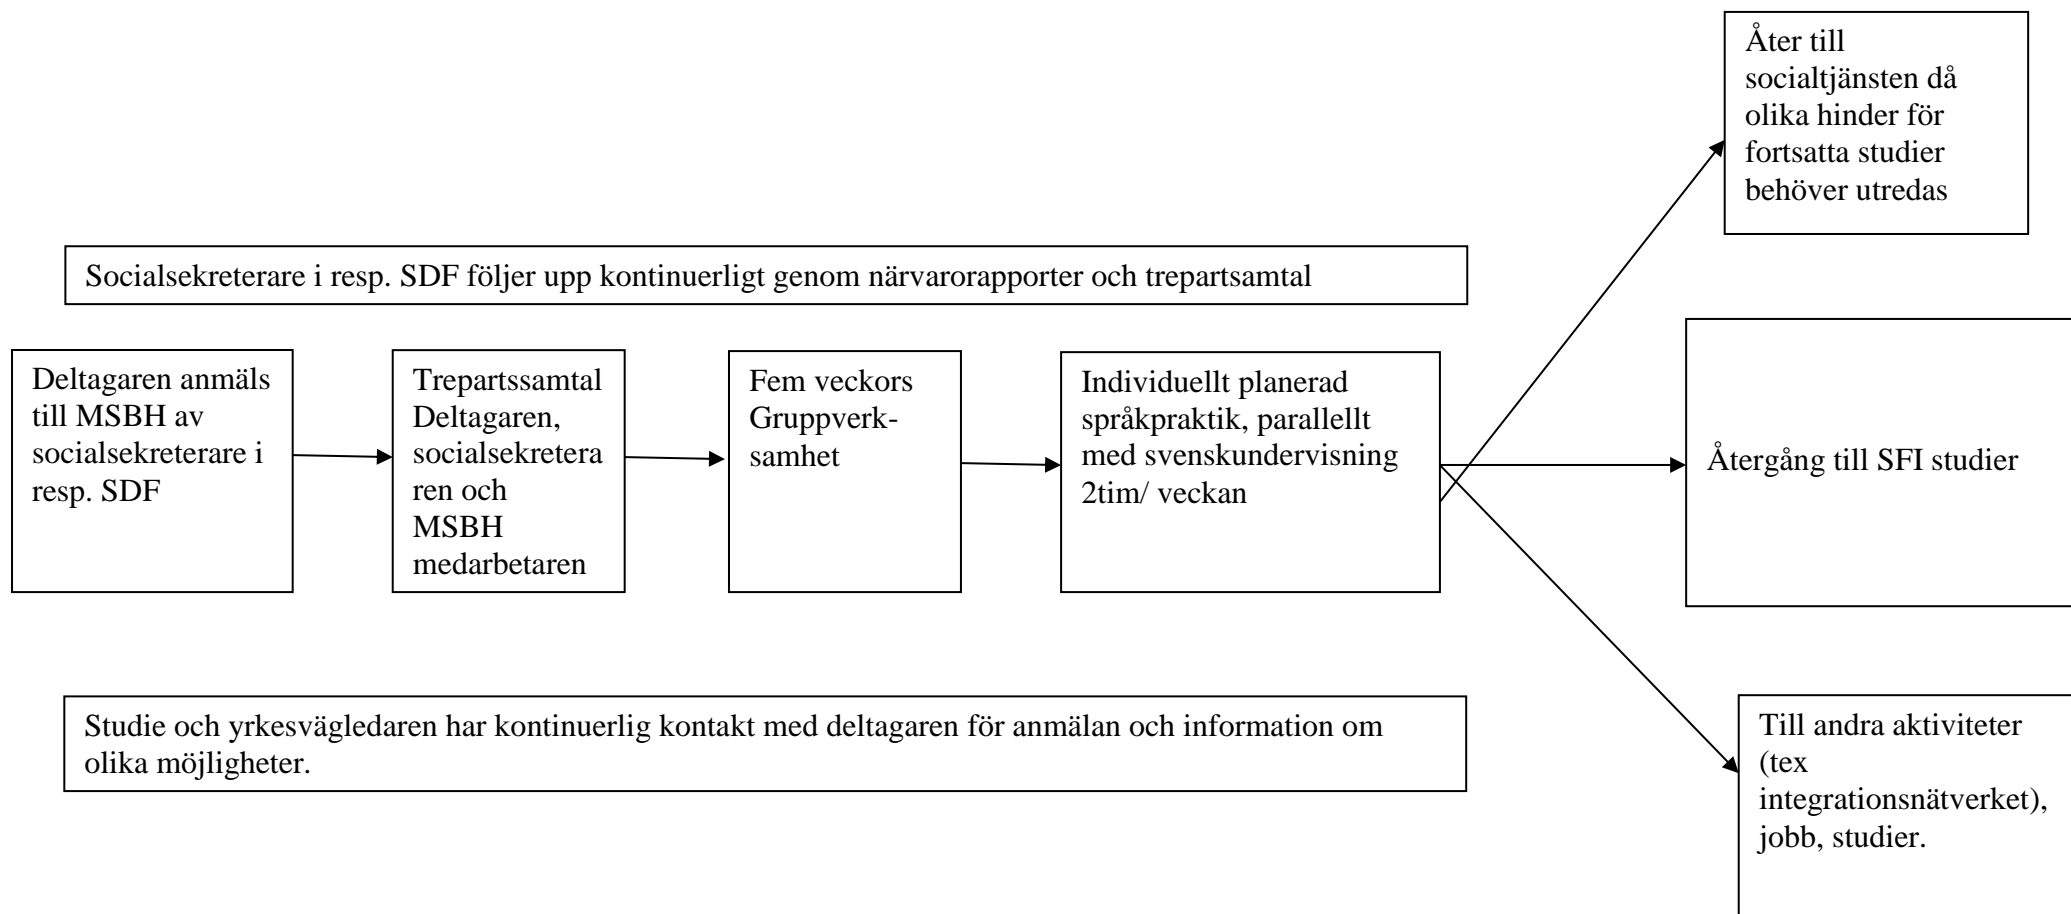 Åter till
socialtjänsten då
olika hinder för
fortsatta studier
behöver utredas
Socialsekreterare i resp. SDF följer upp kontinuerligt genom närvarorapporter och trepartsamtal
Deltagaren anmäls
till MSBH av
socialsekreterare i
resp. SDF
Trepartssamtal
Deltagaren,
socialsekretera
ren och
MSBH
medarbetaren
Fem veckors
Gruppverk-
samhet
Individuellt planerad
språkpraktik, parallellt
med svenskundervisning
2tim/ veckan
Återgång till SFI studier
Studie och yrkesvägledaren har kontinuerlig kontakt med deltagaren för anmälan och information om
olika möjligheter.
Till andra aktiviteter
(tex
integrationsnätverket),
jobb, studier.